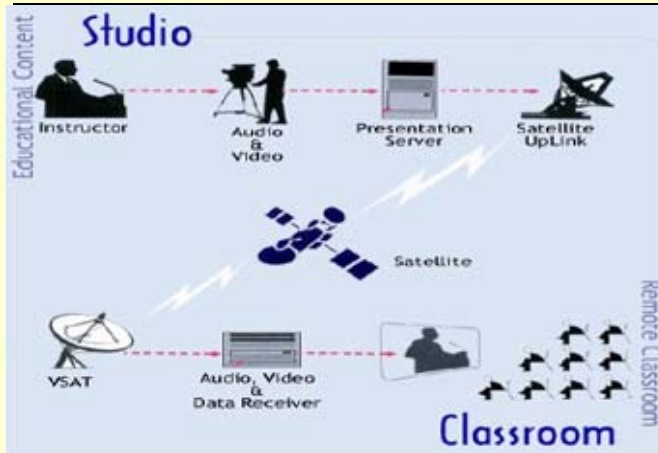 Studio
Educational Content
Instructor
Audio
&
Video
Presentation
Server
Satellite
UpLink
Satellite
VSAT
Audio, Video
&
Data Receiver
Remote Classroom
Classroom